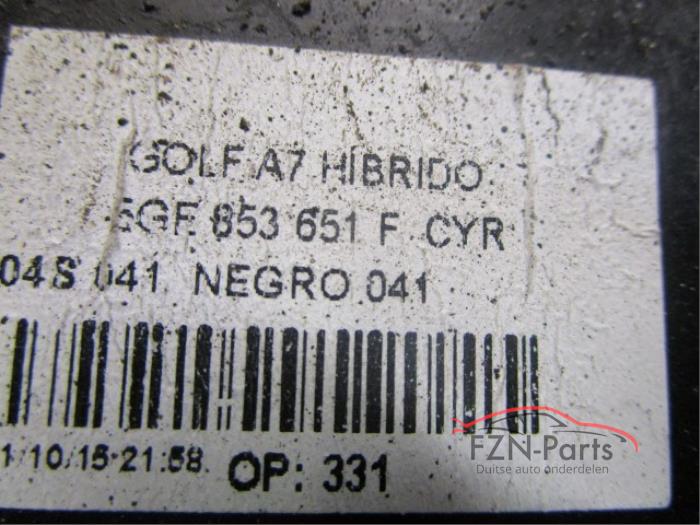 GOLF A7 HÍBRIDO
5GE 853 651 F CYR
04S 041 NEGRO 041
1/10/15 21:58
OP: 331
FZN-Parts
Duitse auto onderdelen